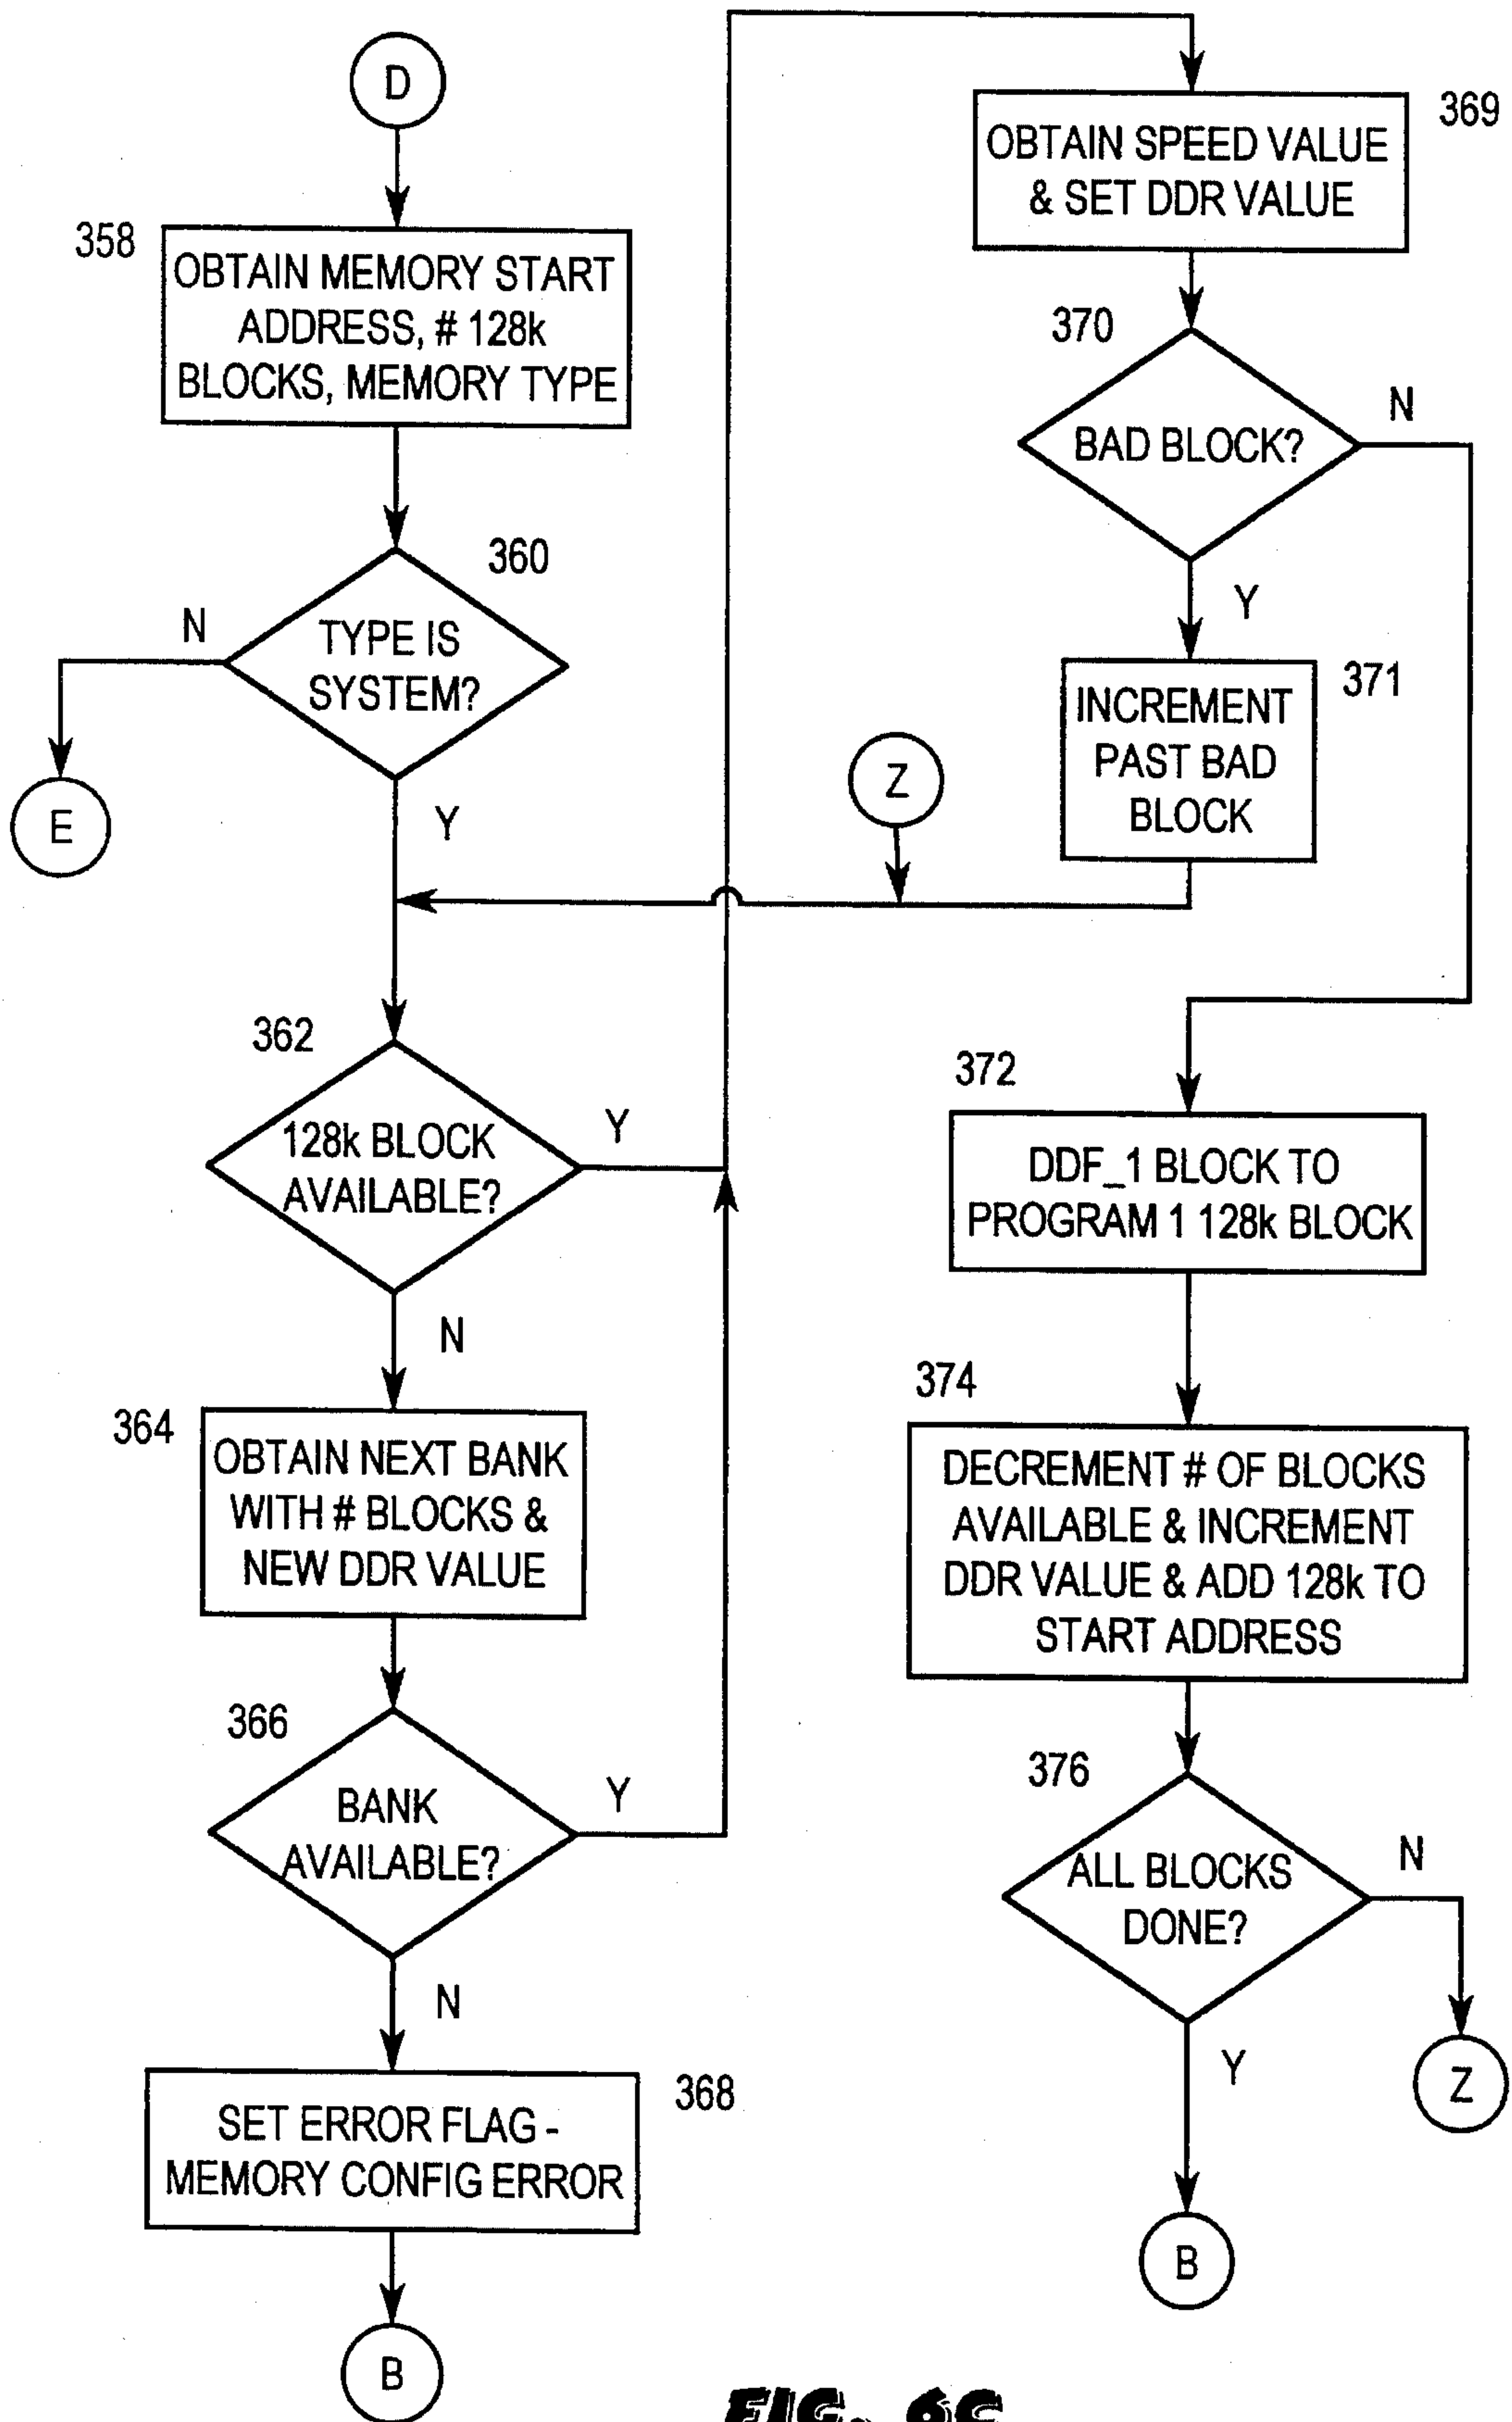 D
358
OBTAIN MEMORY START
ADDRESS, # 128k
BLOCKS, MEMORY TYPE
360
N
TYPE IS
SYSTEM?
E
Y
362
128k BLOCK
AVAILABLE?
Y
N
364
OBTAIN NEXT BANK
WITH # BLOCKS &
NEW DDR VALUE
366
BANK
AVAILABLE?
Y
N
368
SET ERROR FLAG -
MEMORY CONFIG ERROR
B
369
OBTAIN SPEED VALUE
& SET DDR VALUE
370
BAD BLOCK?
N
Y
371
INCREMENT
PAST BAD
BLOCK
Z
372
DDF_1 BLOCK TO
PROGRAM 1 128k BLOCK
374
DECREMENT # OF BLOCKS
AVAILABLE & INCREMENT
DDR VALUE & ADD 128k TO
START ADDRESS
376
ALL BLOCKS
DONE?
N
Z
Y
B
FIG. 6C